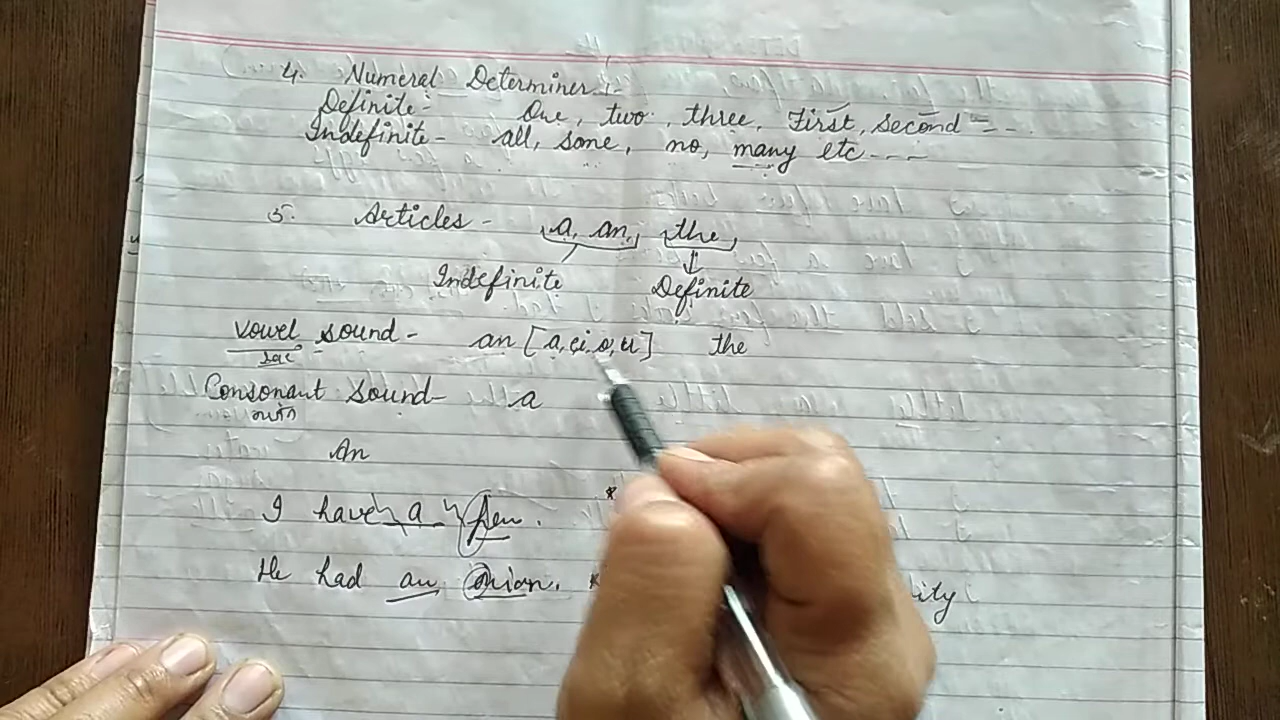 4. Numeral Determiner :-
Definite - One, two, three, First, Second - - -
Indefinite - all, some, no, many etc - - -
5. Articles - a, an, the,
Indefinite Definite
Vowel sound - an [a, e, i, o, u] the
Consonant Sound - a
An
I have a pen.
He had an onion.
ity